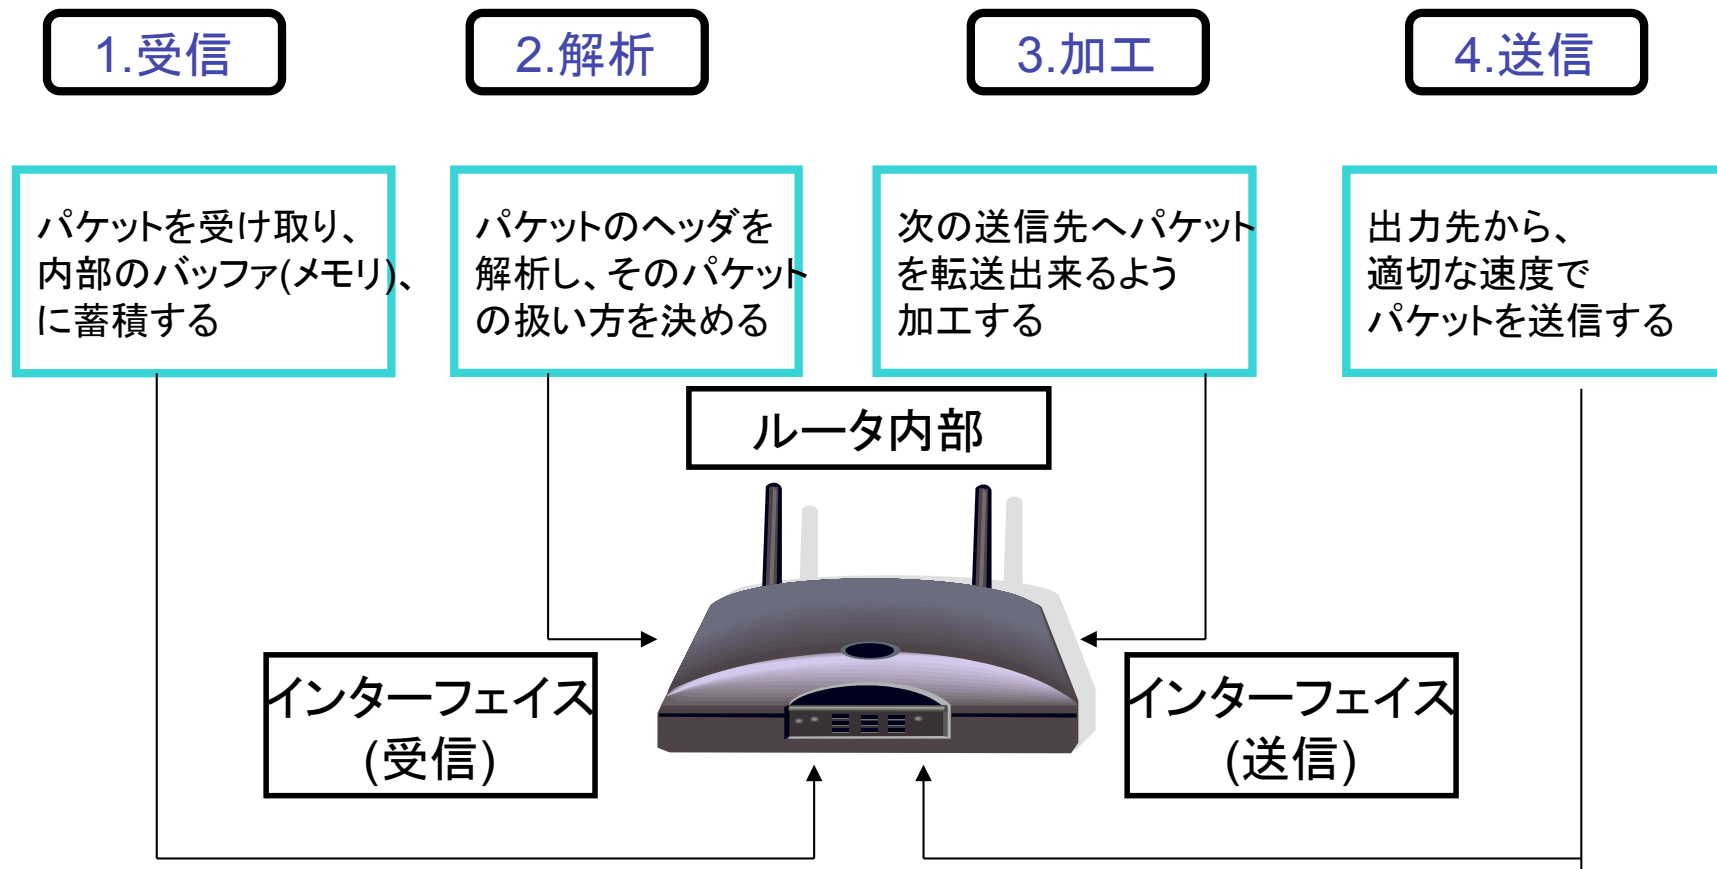 1.受信
2.解析
3.加工
4.送信
パケットを受け取り、
内部のバッファ(メモリ)、
に蓄積する
パケットのヘッダを
解析し、そのパケット
の扱い方を決める
次の送信先へパケット
を転送出来るよう
加工する
出力先から、
適切な速度で
パケットを送信する
ルータ内部
インターフェイス
(受信)
インターフェイス
(送信)